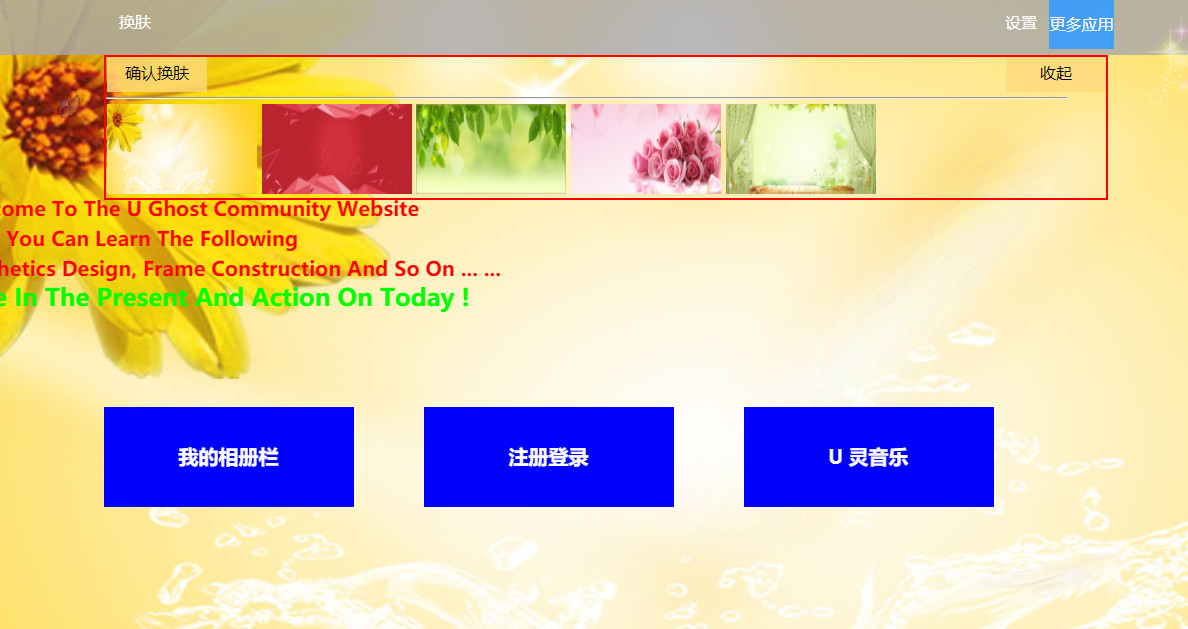 换肤 设置 更多应用
确认换肤 收起
ome To The U Ghost Community Website
You Can Learn The Following
hetics Design, Frame Construction And So On ... ...
e In The Present And Action On Today !
我的相册栏 注册登录 U 灵音乐